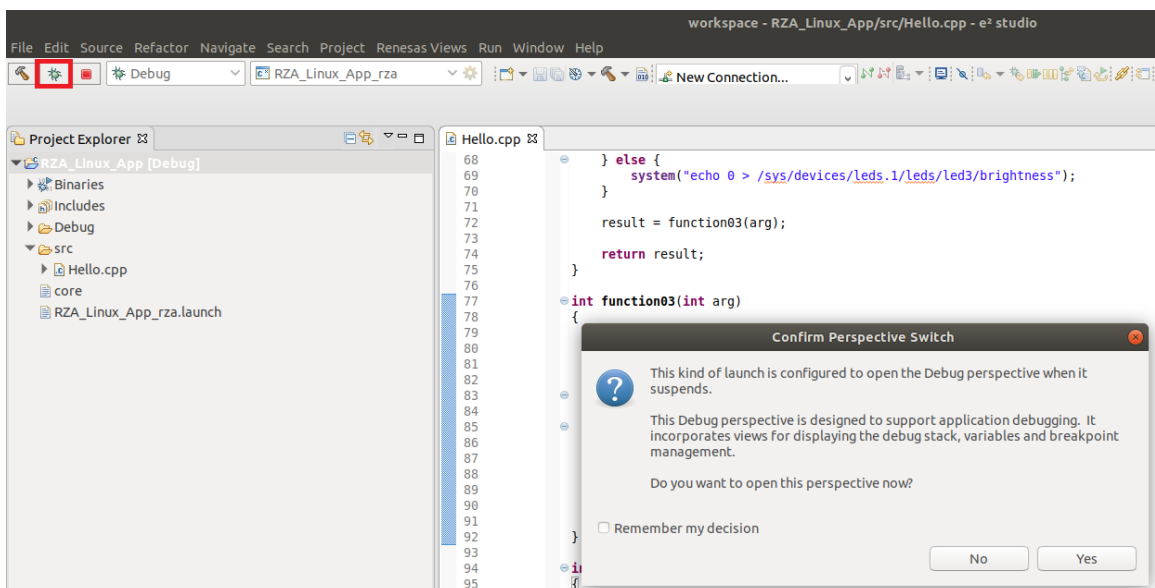 workspace - RZA_Linux_App/src/Hello.cpp - e² studio
File Edit Source Refactor Navigate Search Project Renesas Views Run Window Help
Debug RZA_Linux_App_rza New Connection...
Project Explorer
RZA_Linux_App [Debug]
Binaries
Includes
Debug
src
Hello.cpp
core
RZA_Linux_App_rza.launch
Hello.cpp
68 } else {
69 system("echo 0 > /sys/devices/leds.1/leds/led3/brightness");
70 }
71
72 result = function03(arg);
73
74 return result;
75 }
76
77 int function03(int arg)
78 {
79
80
81
82
83
84
85
86
87
88
89
90
91
92 }
93
94 in
95 {
Confirm Perspective Switch
This kind of launch is configured to open the Debug perspective when it
suspends.
This Debug perspective is designed to support application debugging. It
incorporates views for displaying the debug stack, variables and breakpoint
management.
Do you want to open this perspective now?
Remember my decision
No Yes